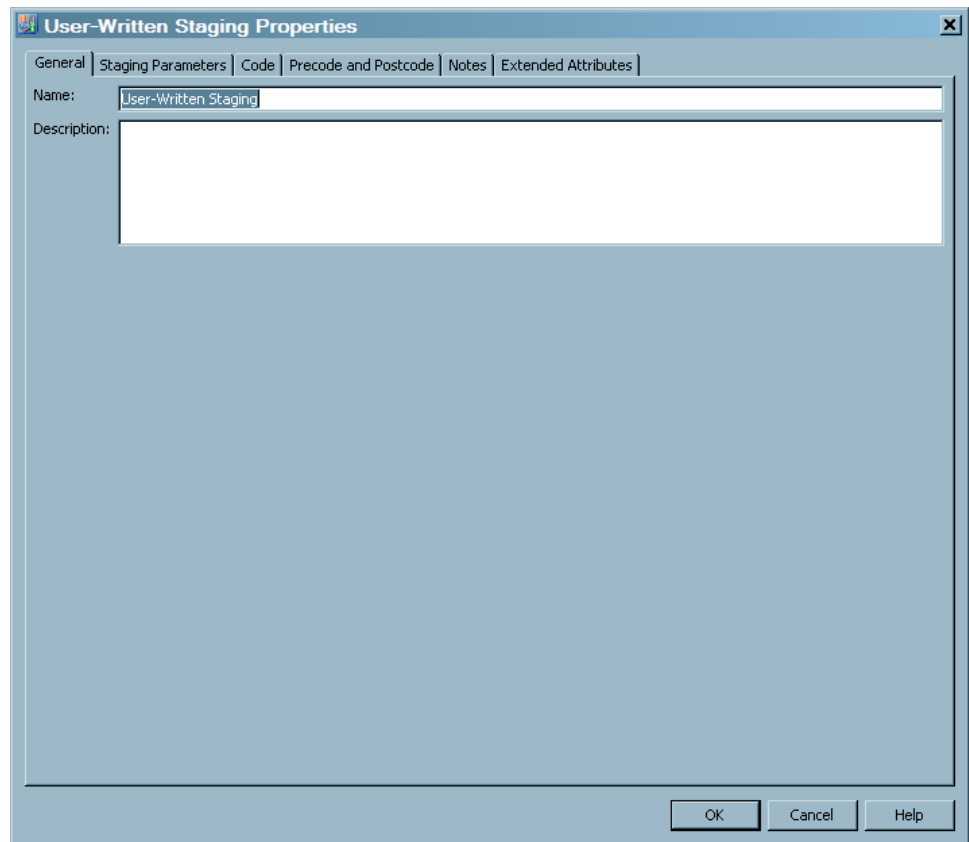 User-Written Staging Properties
General Staging Parameters Code Precode and Postcode Notes Extended Attributes
Name: User-Written Staging
Description:
OK Cancel Help